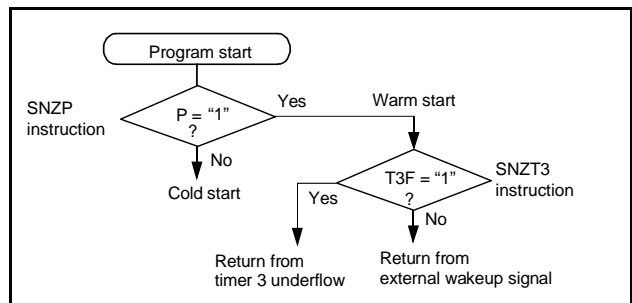 Program start
SNZP
instruction
P = “1”
?
Yes
Warm start
No
Cold start
T3F = “1”
?
SNZT3
instruction
Yes
No
Return from
timer 3 underflow
Return from
external wakeup signal